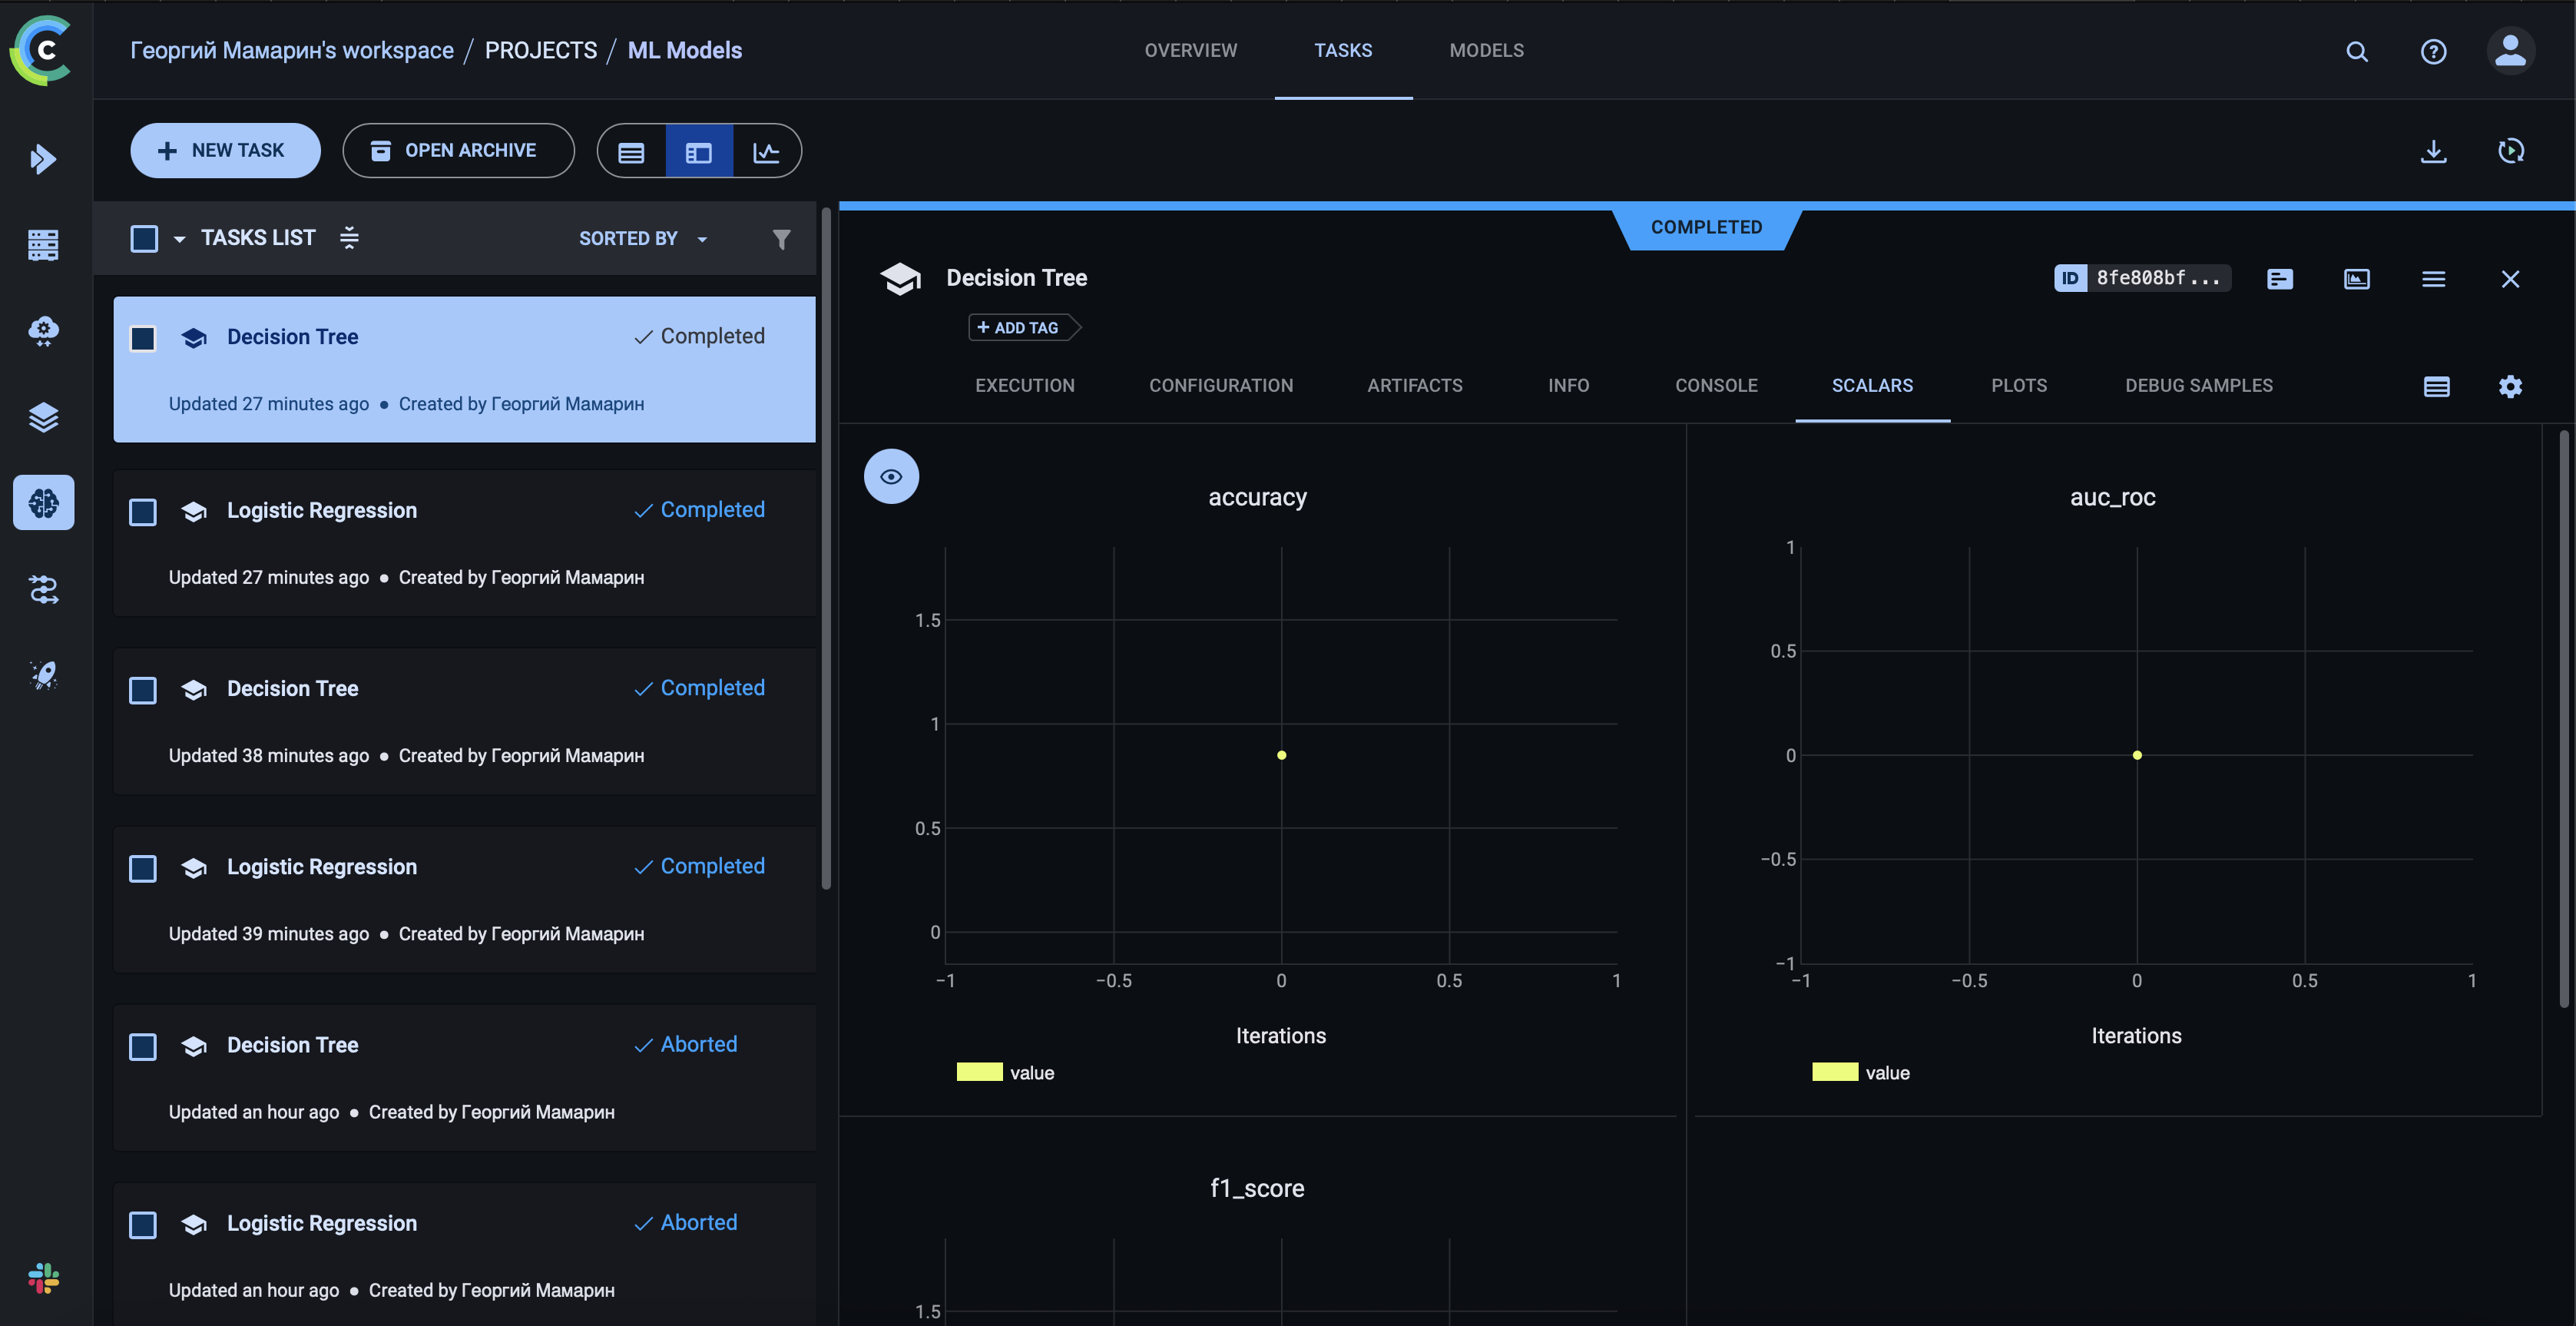 Георгий Мамарин's workspace / PROJECTS / ML Models
OVERVIEW
TASKS
MODELS
NEW TASK
OPEN ARCHIVE
TASKS LIST
SORTED BY
Decision Tree
Completed
Updated 27 minutes ago ● Created by Георгий Мамарин
Logistic Regression
Completed
Updated 27 minutes ago ● Created by Георгий Мамарин
Decision Tree
Completed
Updated 38 minutes ago ● Created by Георгий Мамарин
Logistic Regression
Completed
Updated 39 minutes ago ● Created by Георгий Мамарин
Decision Tree
Aborted
Updated an hour ago ● Created by Георгий Мамарин
Logistic Regression
Aborted
Updated an hour ago ● Created by Георгий Мамарин
COMPLETED
Decision Tree
ID 8fe808bf...
+ ADD TAG
EXECUTION
CONFIGURATION
ARTIFACTS
INFO
CONSOLE
SCALARS
PLOTS
DEBUG SAMPLES
accuracy
1.5
1
0.5
0
−1
−0.5
0
0.5
1
Iterations
value
auc_roc
1
0.5
0
−0.5
−1
−1
−0.5
0
0.5
1
Iterations
value
f1_score
1.5